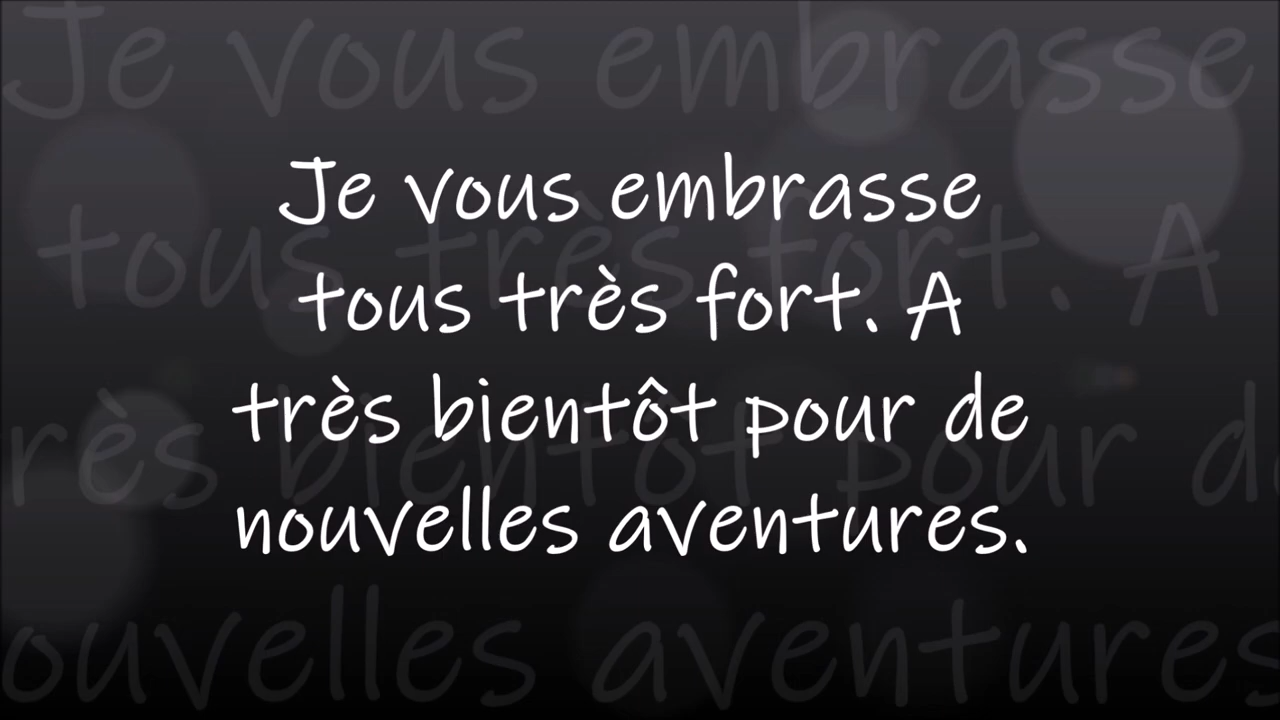 Je vous embrasse
tous très fort. A
très bientôt pour de
nouvelles aventures.